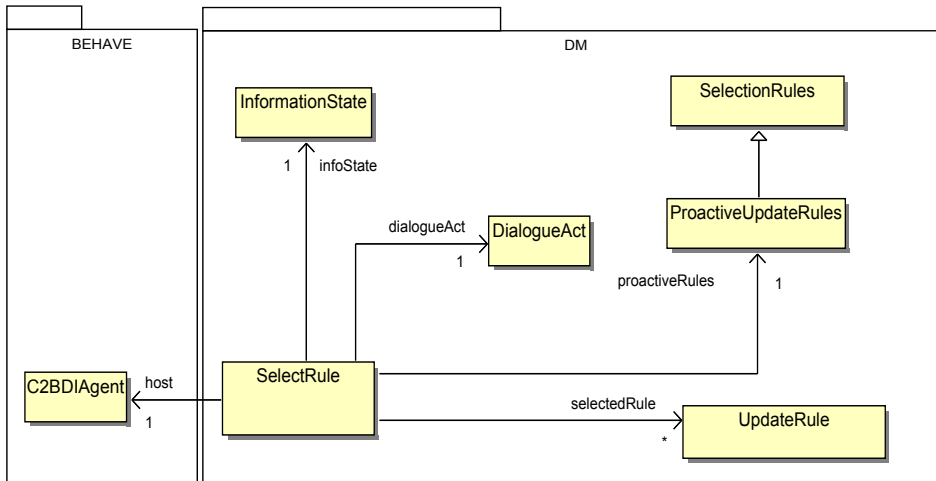 BEHAVE
DM
InformationState
SelectionRules
1
infoState
ProactiveUpdateRules
dialogueAct
DialogueAct
1
proactiveRules
1
SelectRule
C2BDIAgent
host
1
selectedRule
UpdateRule
*